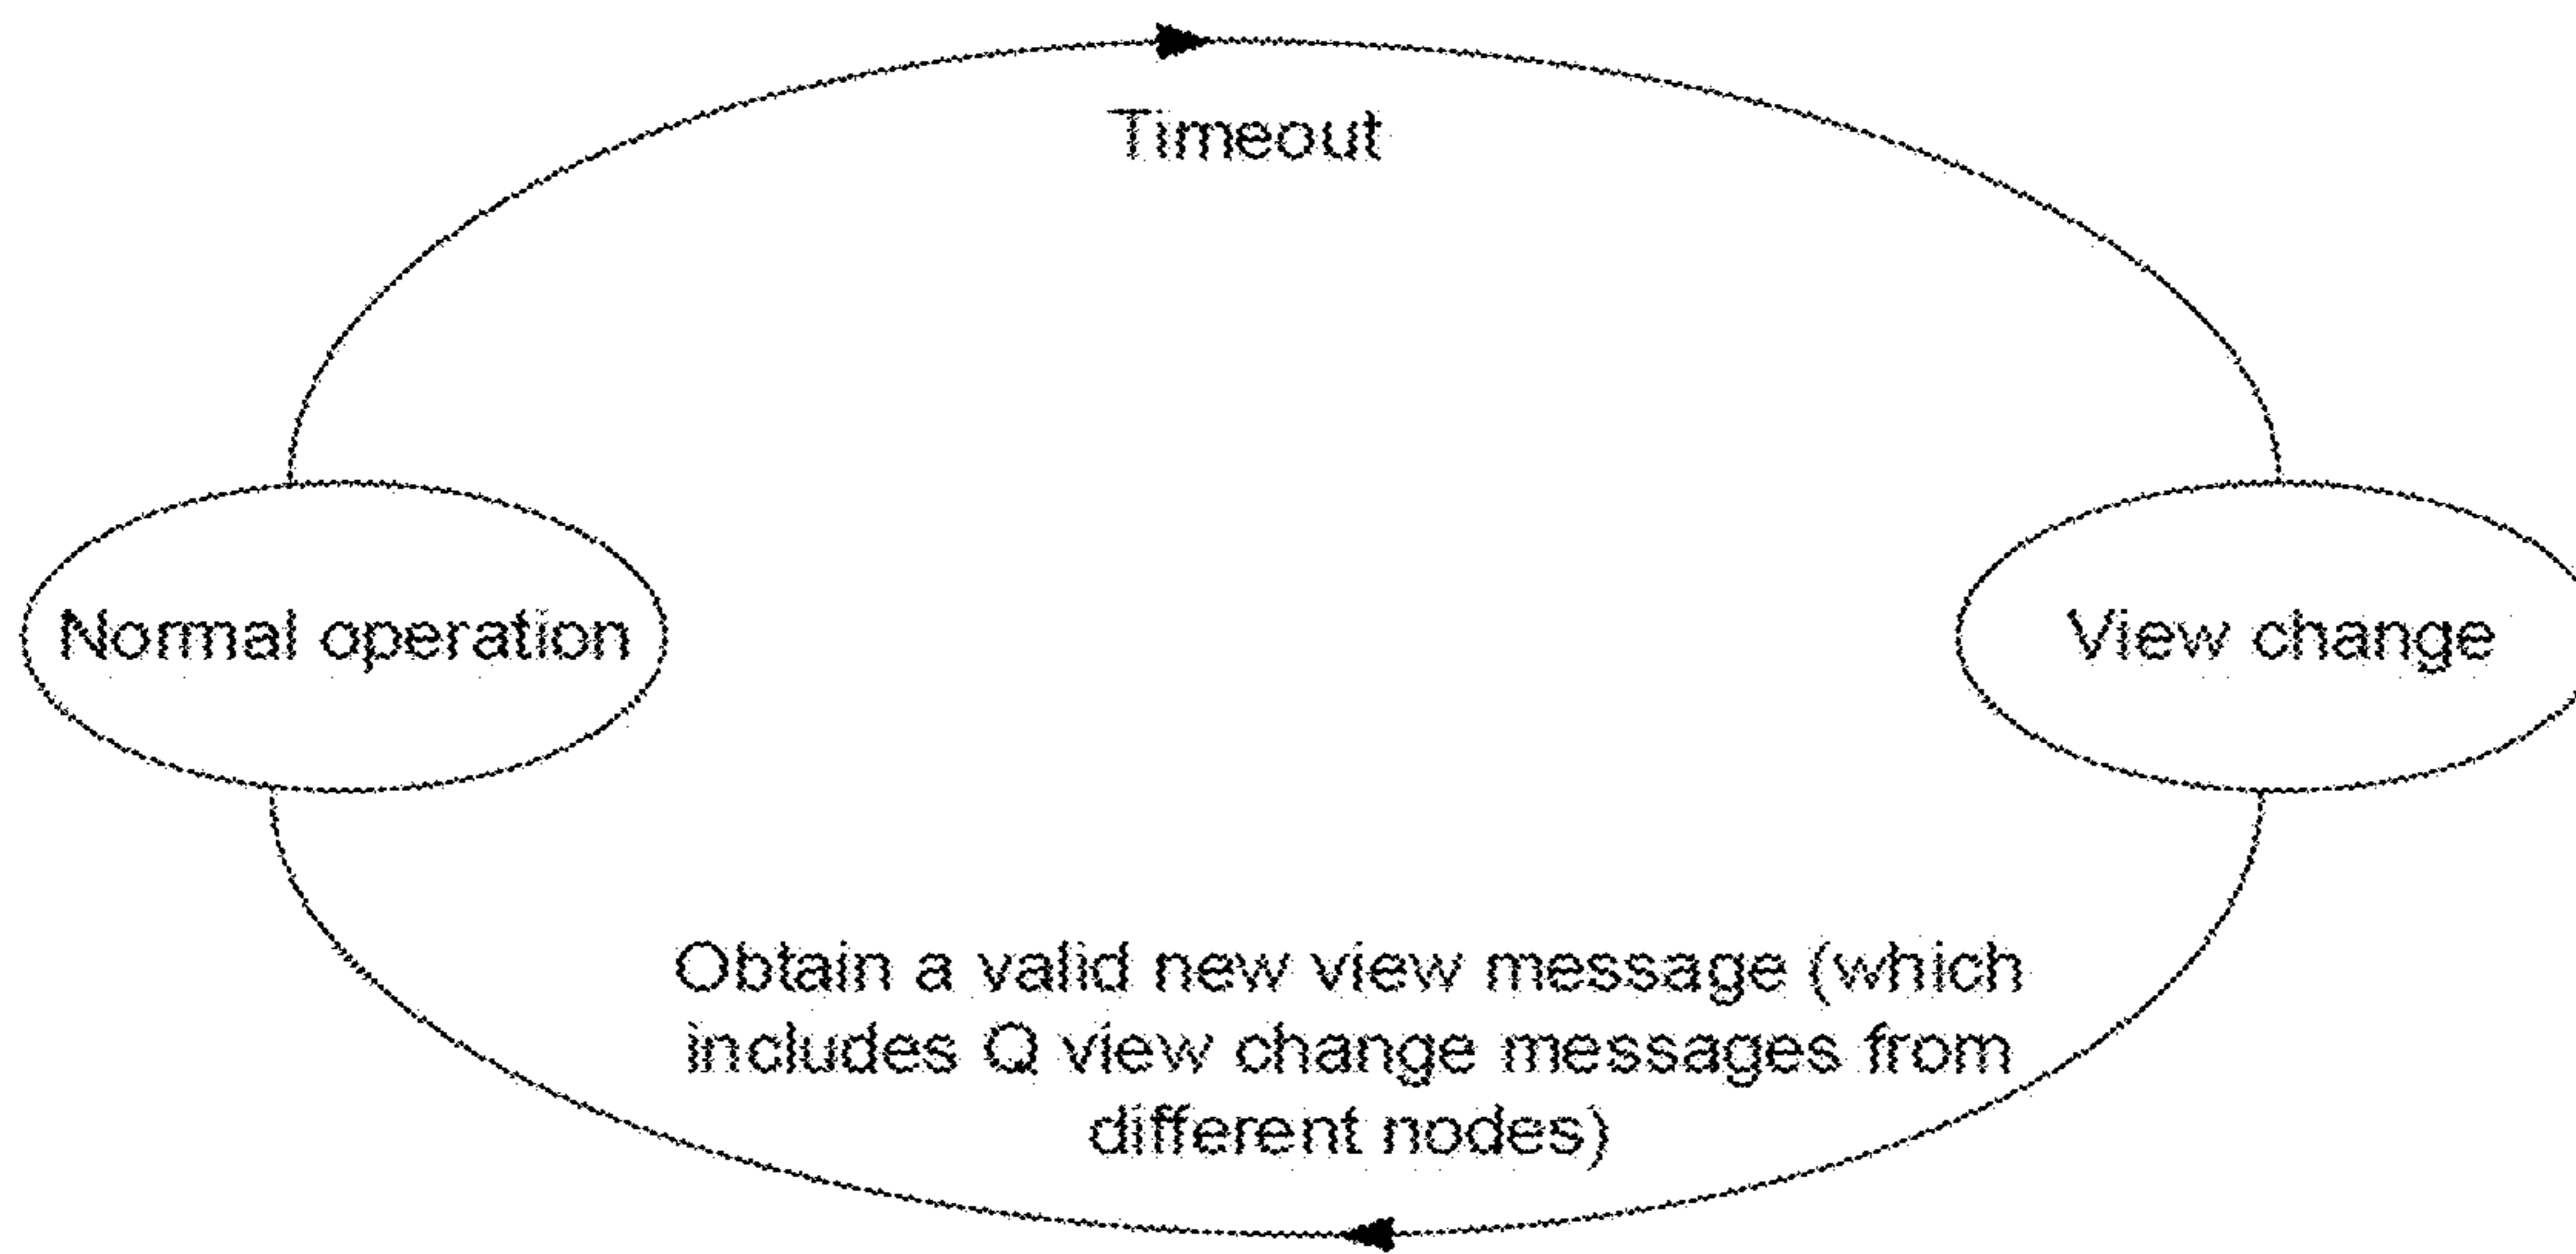 Timeout
Normal operation
View change
Obtain a valid new view message (which
includes Q view change messages from
different nodes)